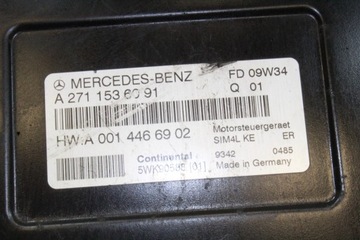 MERCEDES-BENZ FD 09W34
A 271 153 60 91 Q 01
HW:A 001 446 69 02 Motorsteuergeraet
SIM4L KE ER
Continental 9342 0485
Made in Germany